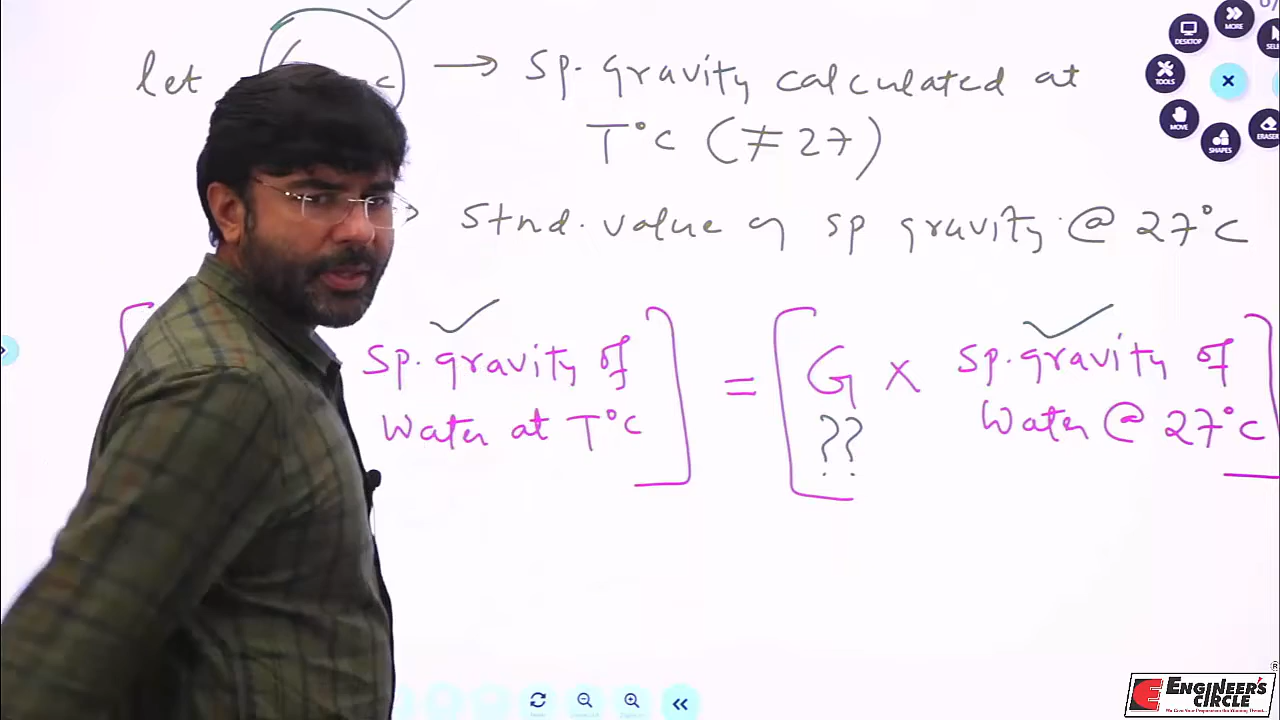 let → Sp. gravity calculated at
T°C (≠ 27)
→ Stnd. value of sp gravity @ 27°C
[ Sp. gravity of Water at T°C ] = [ G × Sp. gravity of Water @ 27°C ]
??
DESKTOP
MORE
TOOLS
MOVE
SHAPES
ERASER
ENGINEER'S
CIRCLE